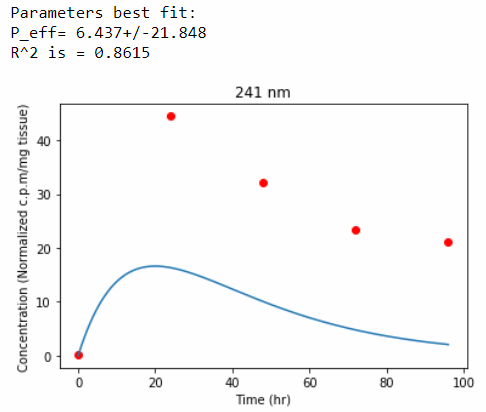 Parameters best fit:
P_eff= 6.437+/-21.848
R^2 is = 0.8615
241 nm
Concentration (Normalized c.p.m/mg tissue)
40
30
20
10
0
0 20 40 60 80 100
Time (hr)